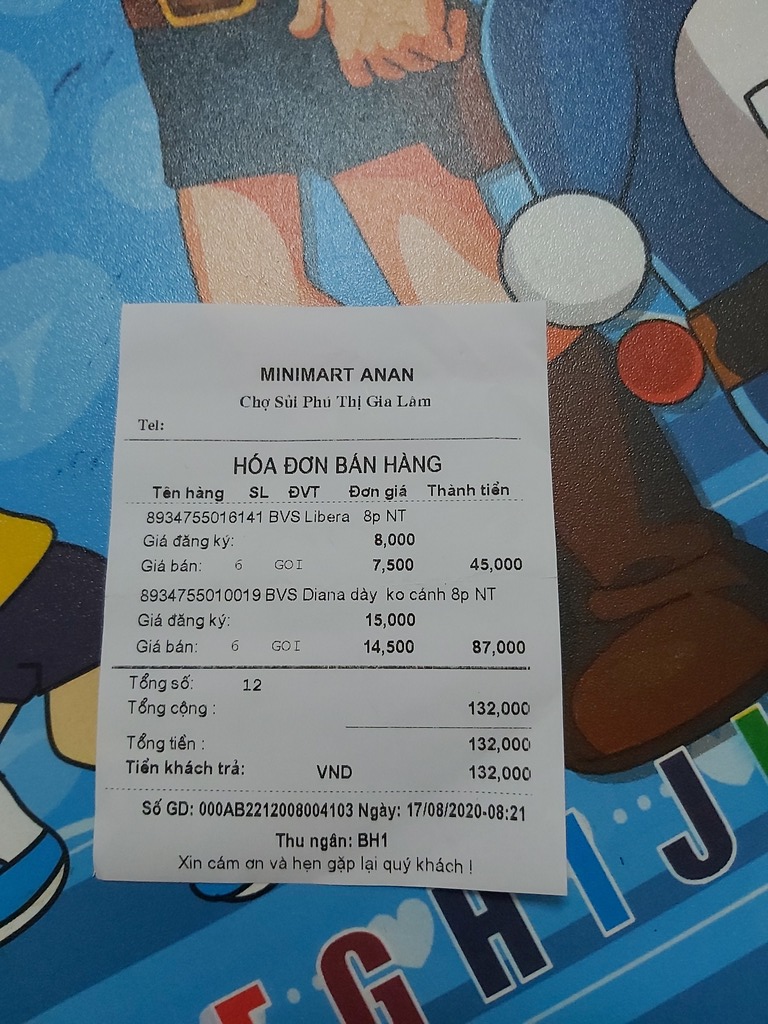 MINIMART ANAN
Chợ Sủi Phú Thị Gia Lâm
Tel:
HÓA ĐƠN BÁN HÀNG
Tên hàng SL ĐVT Đơn giá Thành tiền
8934755016141 BVS Libera 8p NT
Giá đăng ký: 8,000
Giá bán: 6 GOI 7,500 45,000
8934755010019 BVS Diana dày ko cánh 8p NT
Giá đăng ký: 15,000
Giá bán: 6 GOI 14,500 87,000
Tổng số: 12
Tổng cộng : 132,000
Tổng tiền : 132,000
Tiền khách trả: VND 132,000
Số GD: 000AB2212008004103 Ngày: 17/08/2020-08:21
Thu ngân: BH1
Xin cám ơn và hẹn gặp lại quý khách !
G H I J